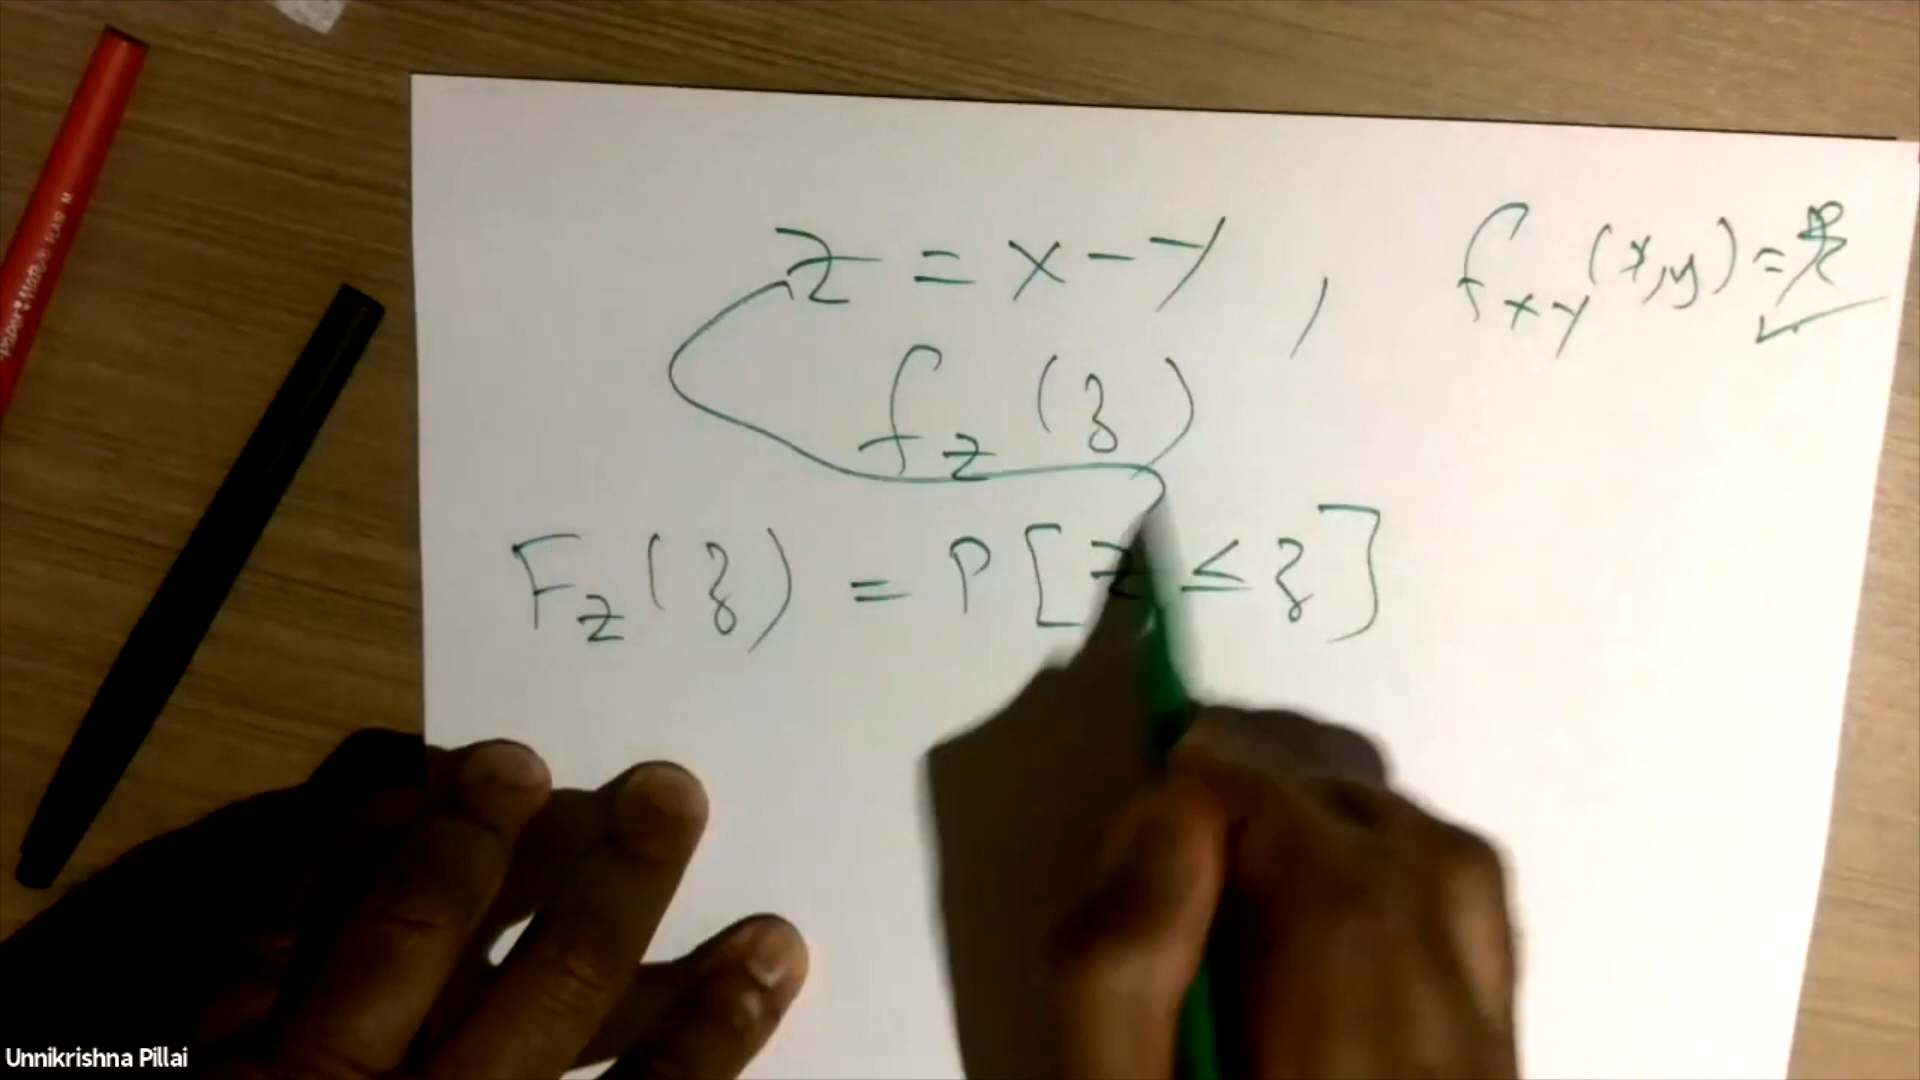 Z = X - Y , f_XY (x,y) =
f_Z (z)
F_Z (z) = P [ Z ≤ z ]
Unnikrishna Pillai